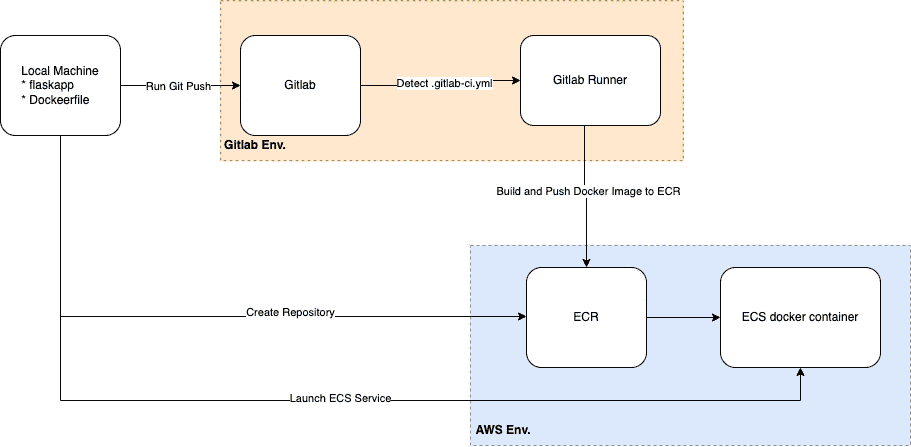 Local Machine
* flaskapp
* Dockeerfile
Run Git Push
Gitlab
Detect .gitlab-ci.yml
Gitlab Runner
Gitlab Env.
Build and Push Docker Image to ECR
Create Repository
ECR
ECS docker container
Launch ECS Service
AWS Env.